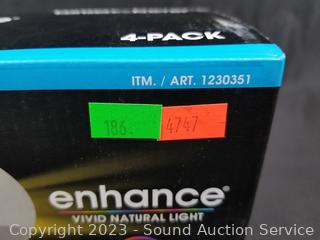 4-PACK
ITM. / ART. 1230351
186.
4747
enhance®
VIVID NATURAL LIGHT
Copyright 2023 - Sound Auction Service